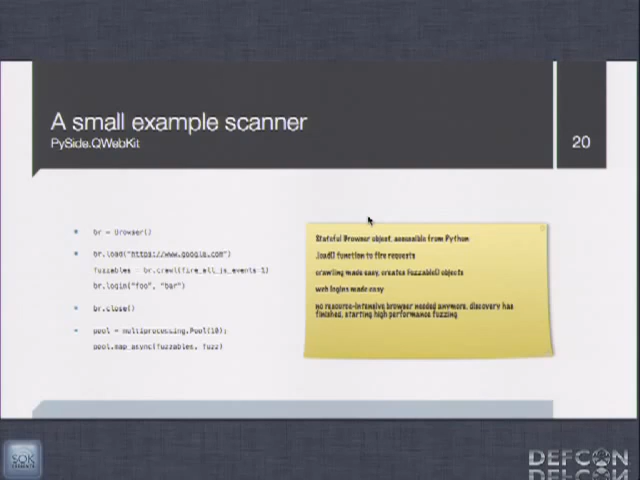 A small example scanner
PySide.QWebKit
20
br = Browser()
br.load("https://www.google.com")
fuzzables = br.crawl(fire_all_js_events=1)
br.login("foo", "bar")
br.close()
pool = multiprocessing.Pool(10);
pool.map_async(fuzzables, fuzz)
Stateful Browser object, accessible from Python
.load() function to fire requests
crawling made easy, creates Fuzzable() objects
web logins made easy
no resource-intensive browser needed anymore, discovery has
finished, starting high performance fuzzing
SOK
DEFCON